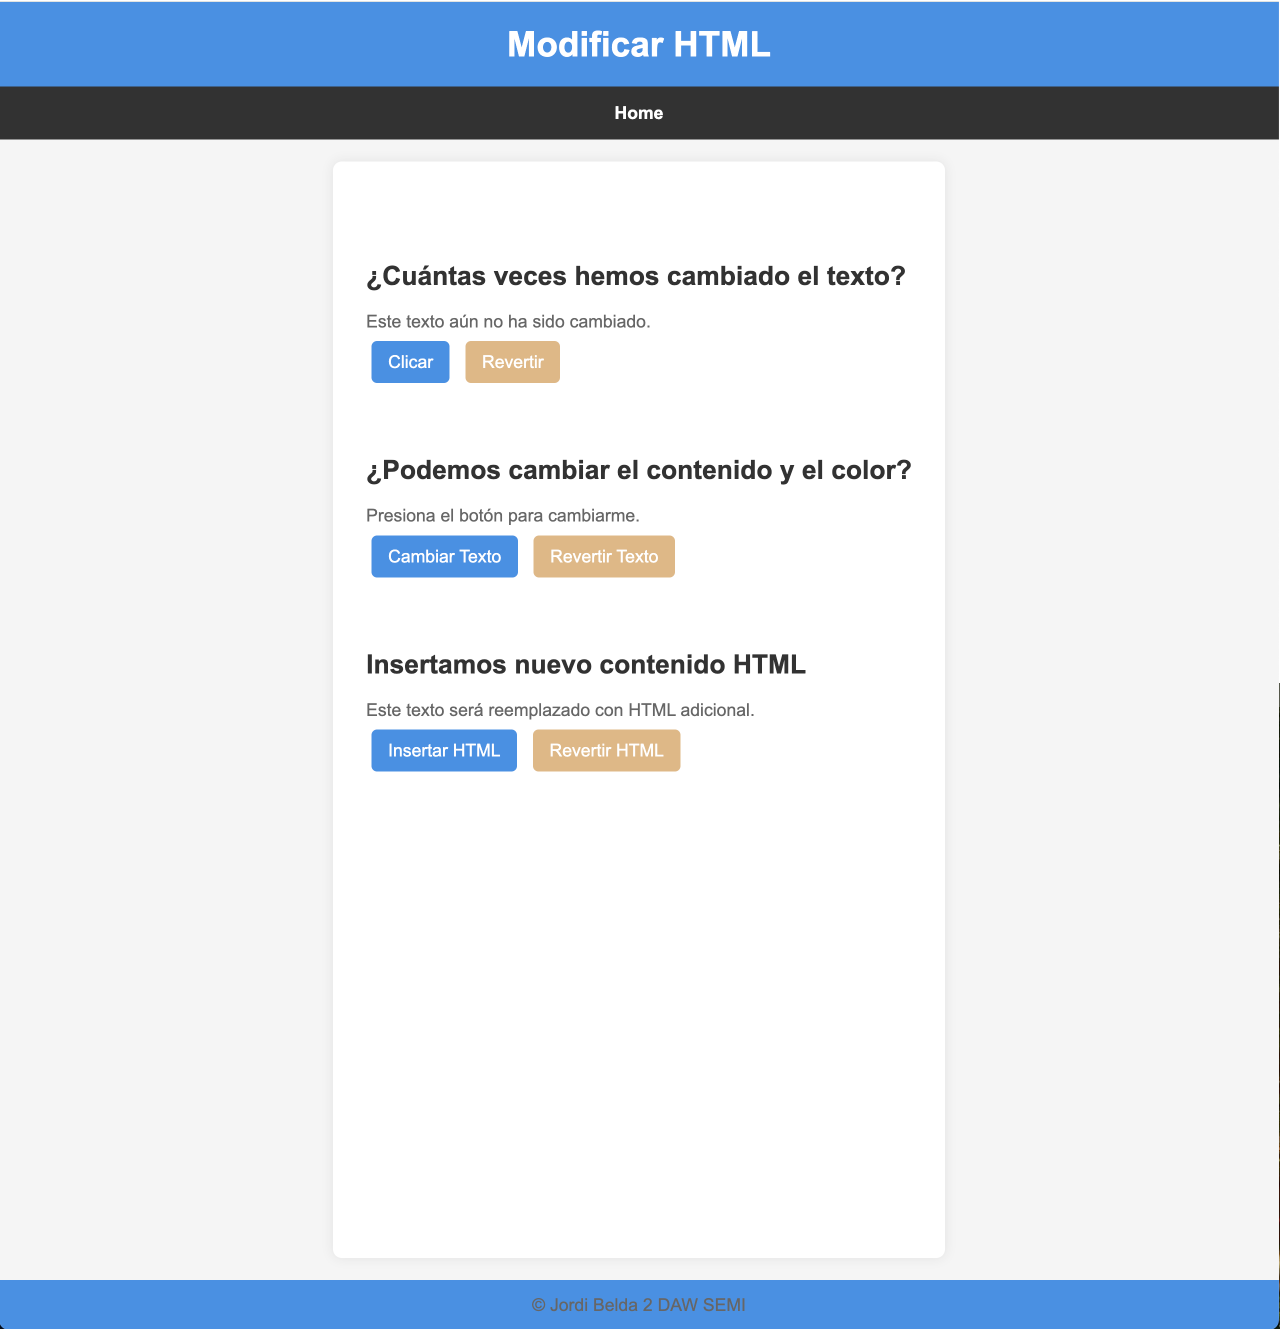 Modificar HTML
Home
¿Cuántas veces hemos cambiado el texto?
Este texto aún no ha sido cambiado.
Clicar Revertir
¿Podemos cambiar el contenido y el color?
Presiona el botón para cambiarme.
Cambiar Texto Revertir Texto
Insertamos nuevo contenido HTML
Este texto será reemplazado con HTML adicional.
Insertar HTML Revertir HTML
© Jordi Belda 2 DAW SEMI